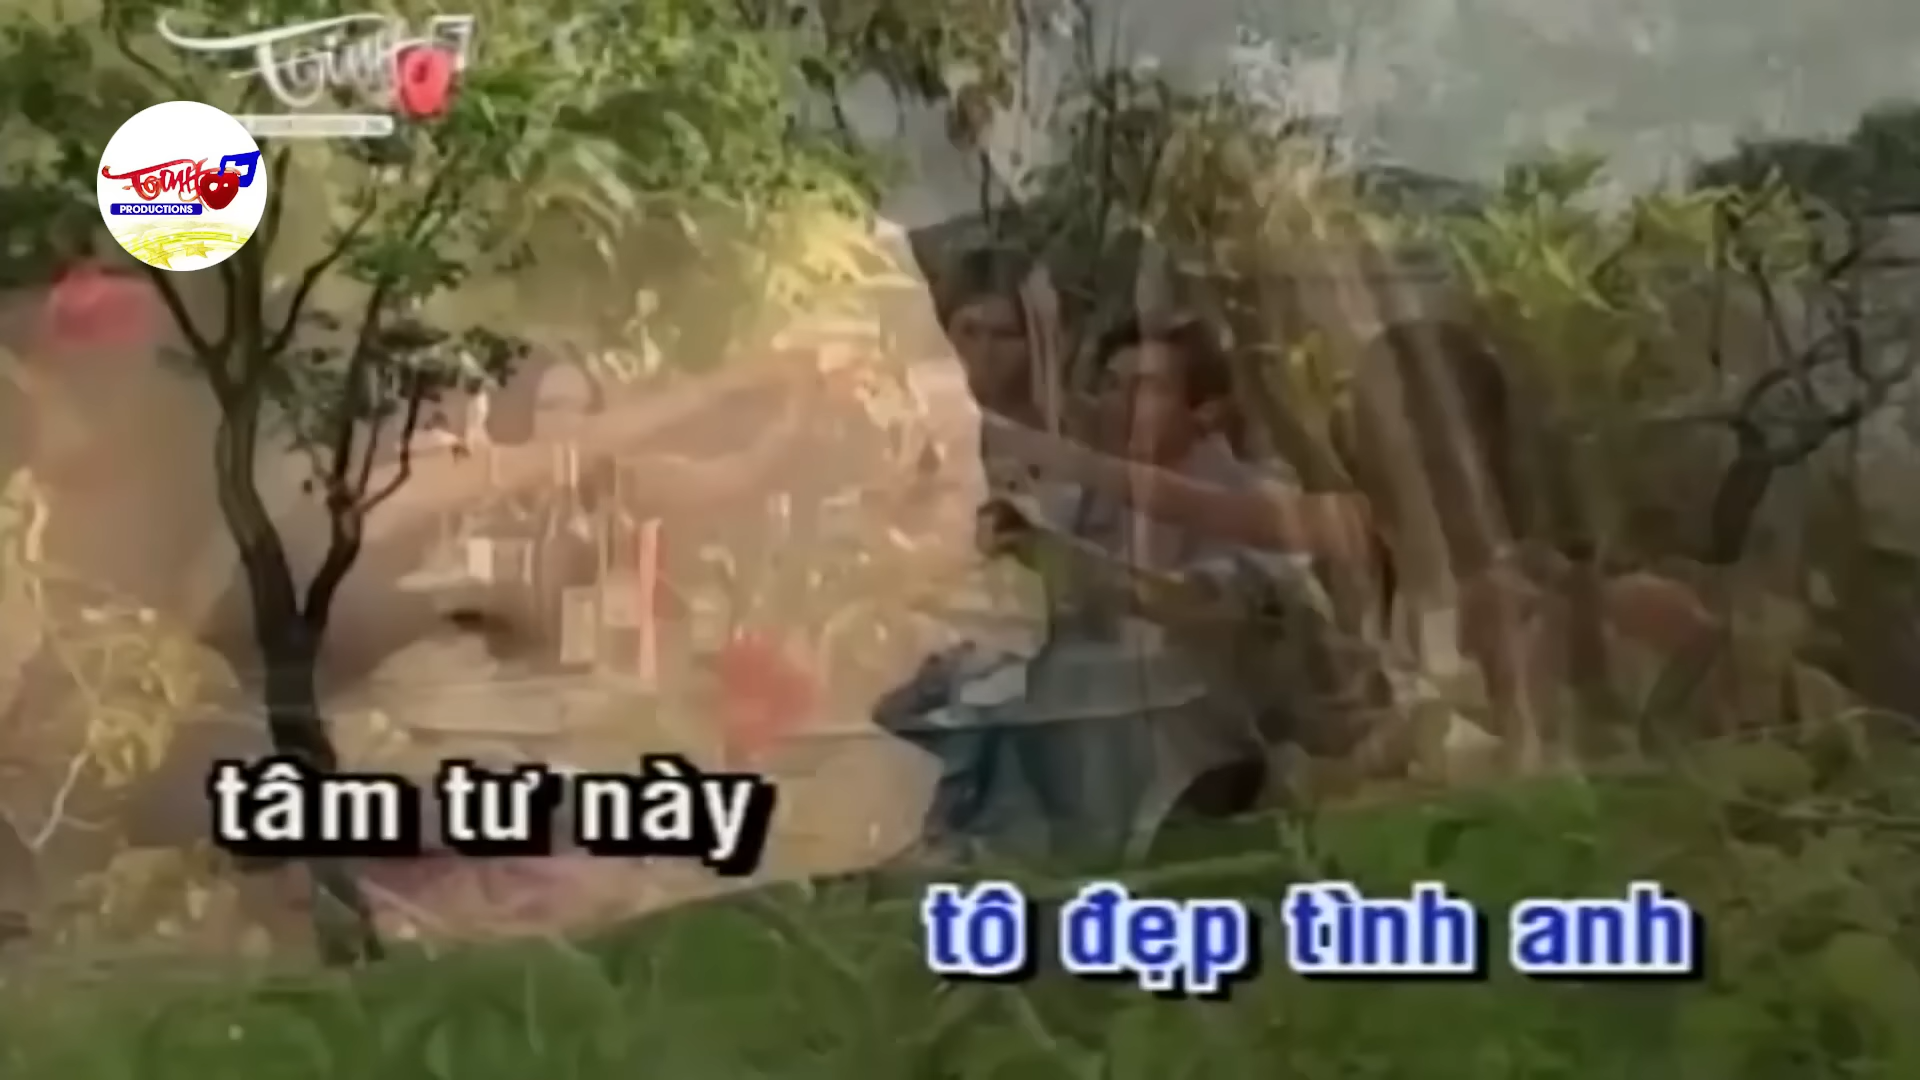 PRODUCTIONS
tâm tư này
tô đẹp tình anh